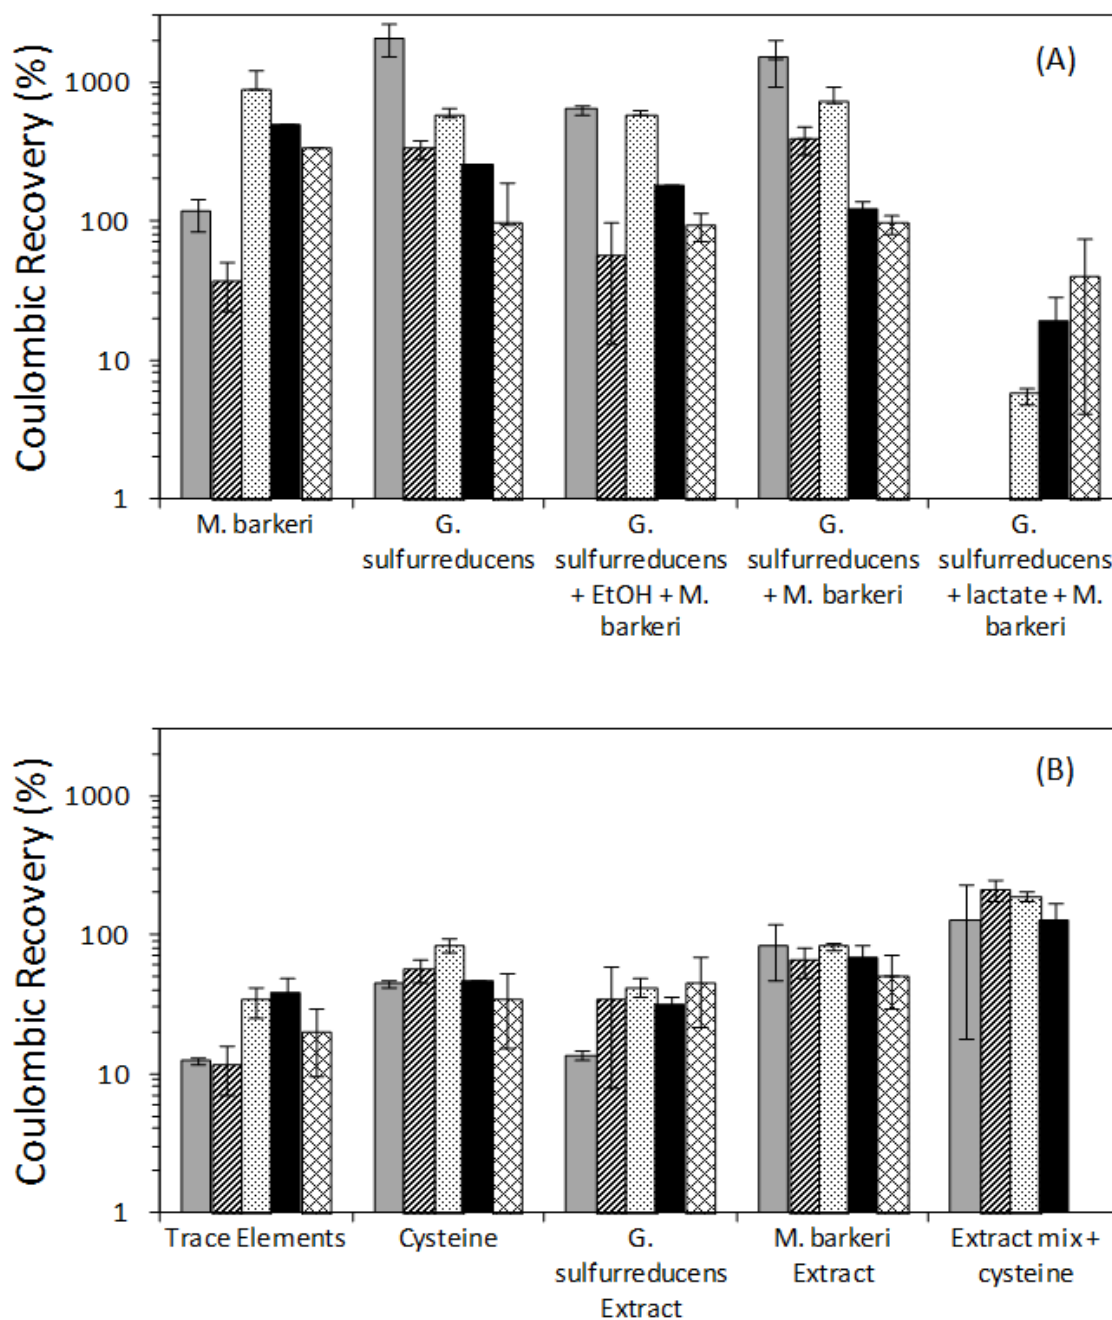 Coulombic Recovery (%)
(A)
1000
100
10
1
M. barkeri
G.
sulfurreducens
G.
sulfurreducens
+ EtOH + M.
barkeri
G.
sulfurreducens
+ M. barkeri
G.
sulfurreducens
+ lactate + M.
barkeri
Coulombic Recovery (%)
(B)
1000
100
10
1
Trace Elements
Cysteine
G.
sulfurreducens
Extract
M. barkeri
Extract
Extract mix +
cysteine